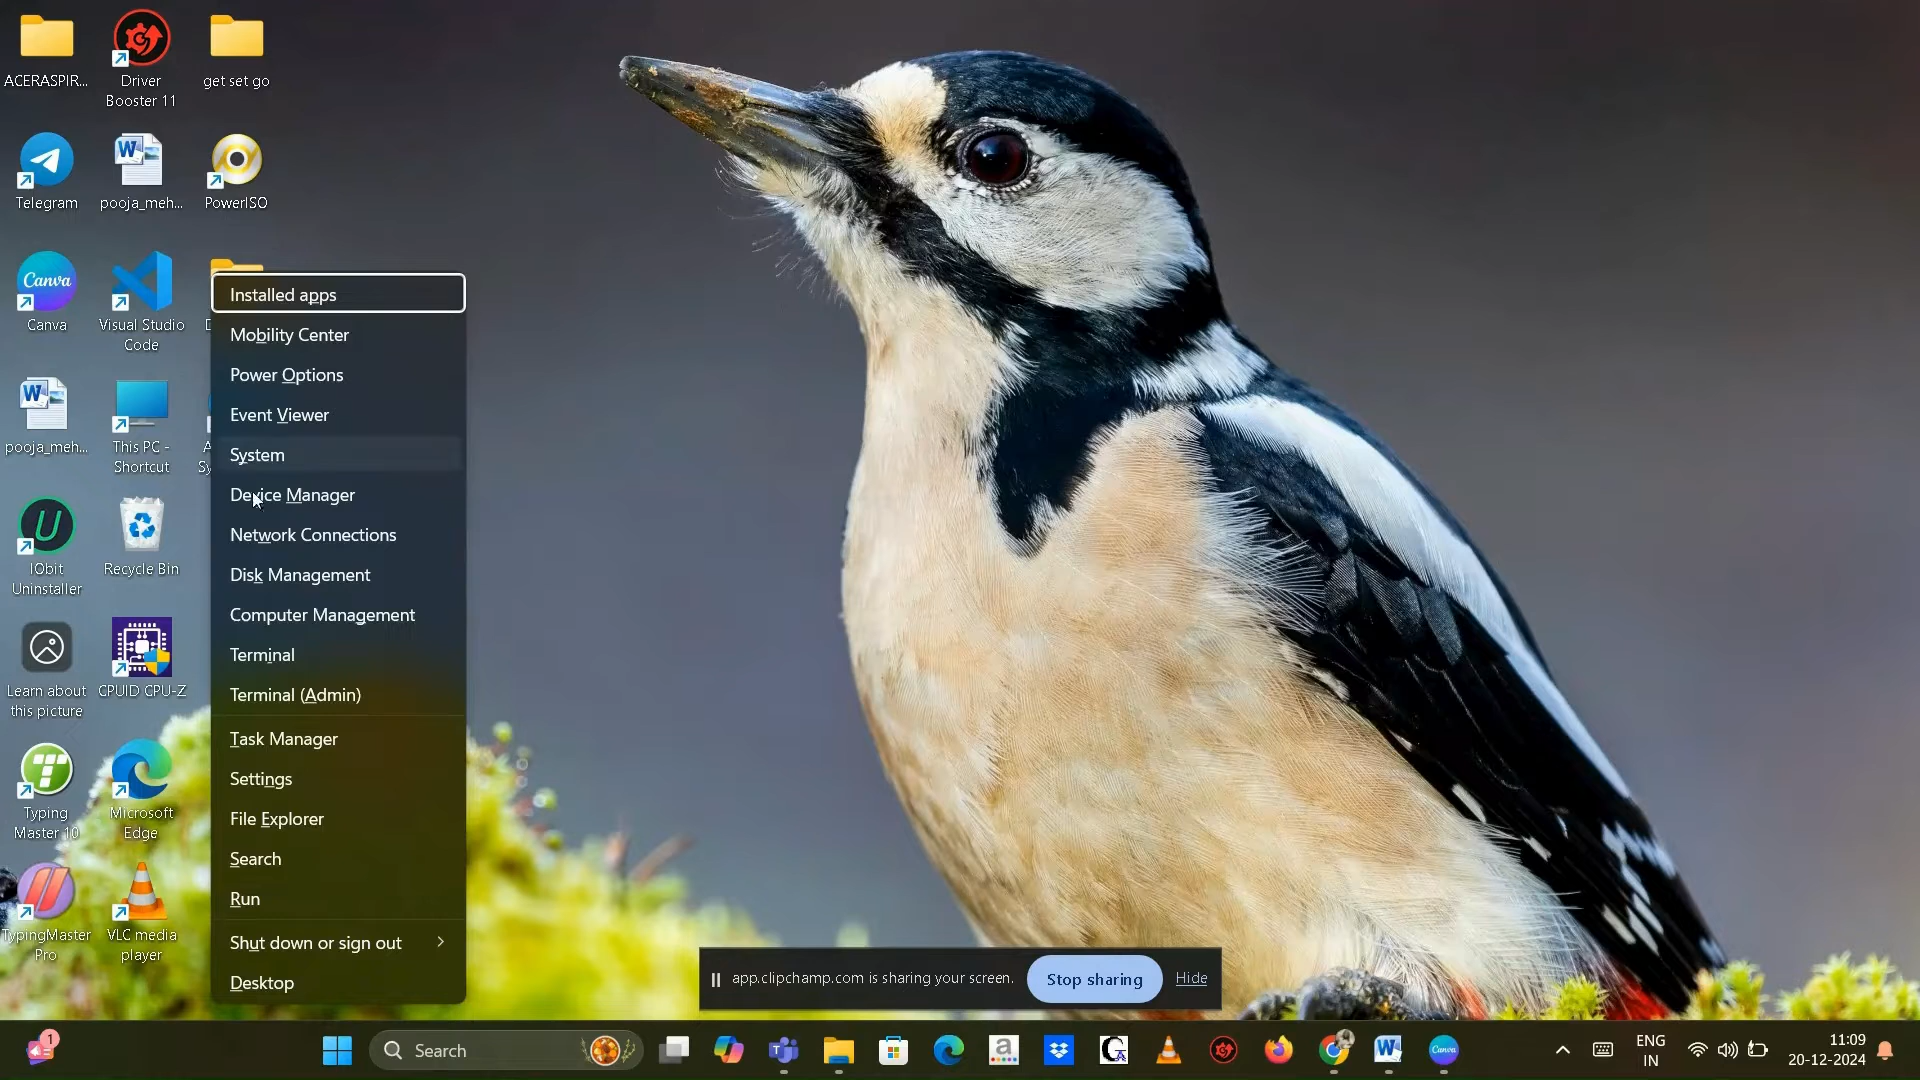 ACERASPIR...
Driver
Booster 11
get set go
Telegram
pooja_meh...
PowerISO
Canva
Canva
Visual Studio
Code
pooja_meh...
This PC -
Shortcut
IObit
Uninstaller
Recycle Bin
Learn about
this picture
CPUID CPU-Z
Typing
Master 10
Microsoft
Edge
TypingMaster
Pro
VLC media
player
Installed apps
Mobility Center
Power Options
Event Viewer
System
Device Manager
Network Connections
Disk Management
Computer Management
Terminal
Terminal (Admin)
Task Manager
Settings
File Explorer
Search
Run
Shut down or sign out
Desktop
app.clipchamp.com is sharing your screen.
Stop sharing
Hide
1
Search
ENG
IN
11:09
20-12-2024